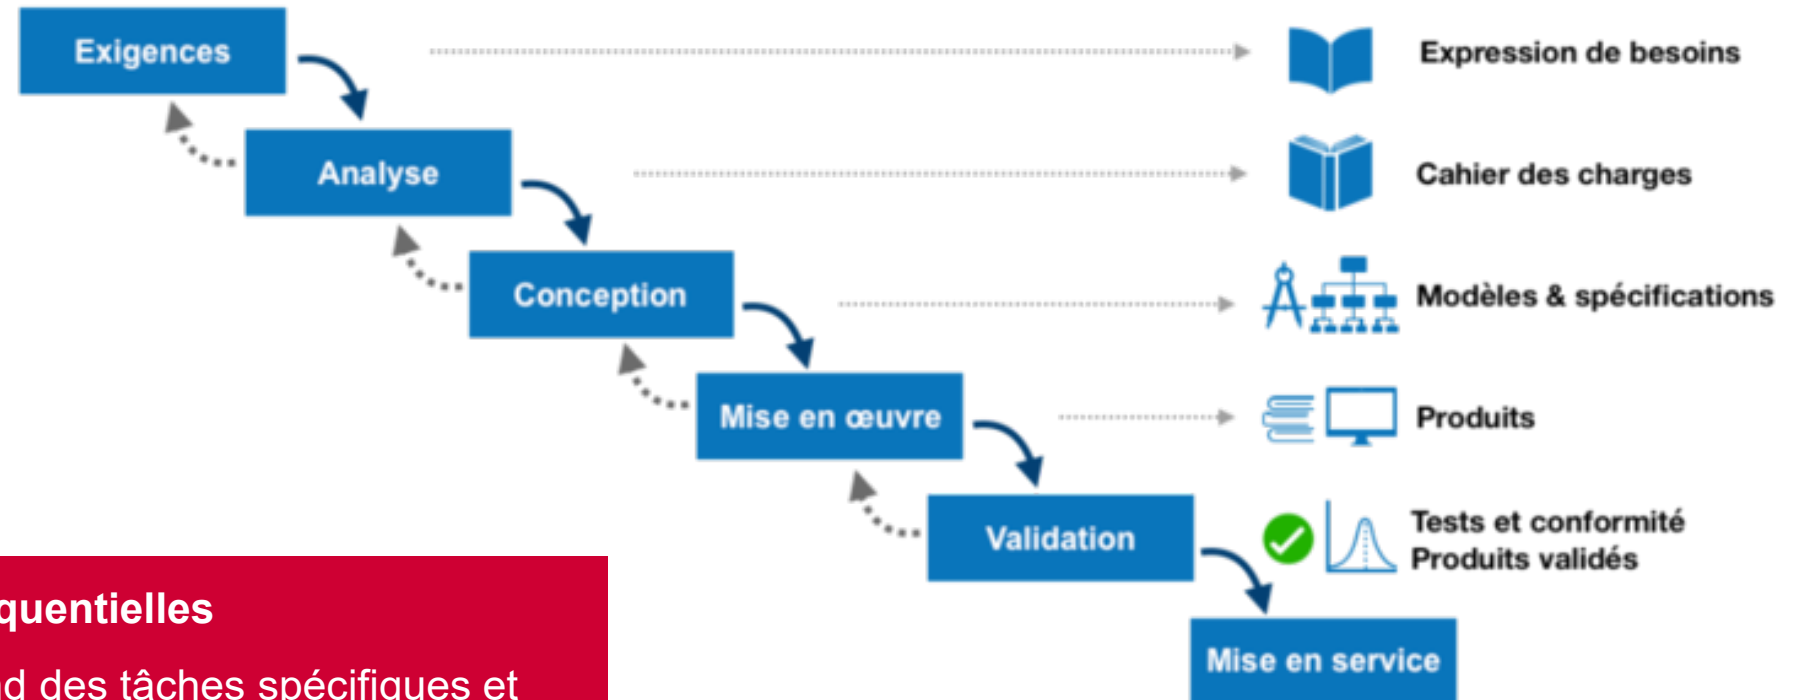 Exigences
Expression de besoins
Analyse
Cahier des charges
Conception
Modèles & spécifications
Mise en œuvre
Produits
Validation
Tests et conformité
Produits validés
Mise en service
quentielles
des tâches spécifiques et